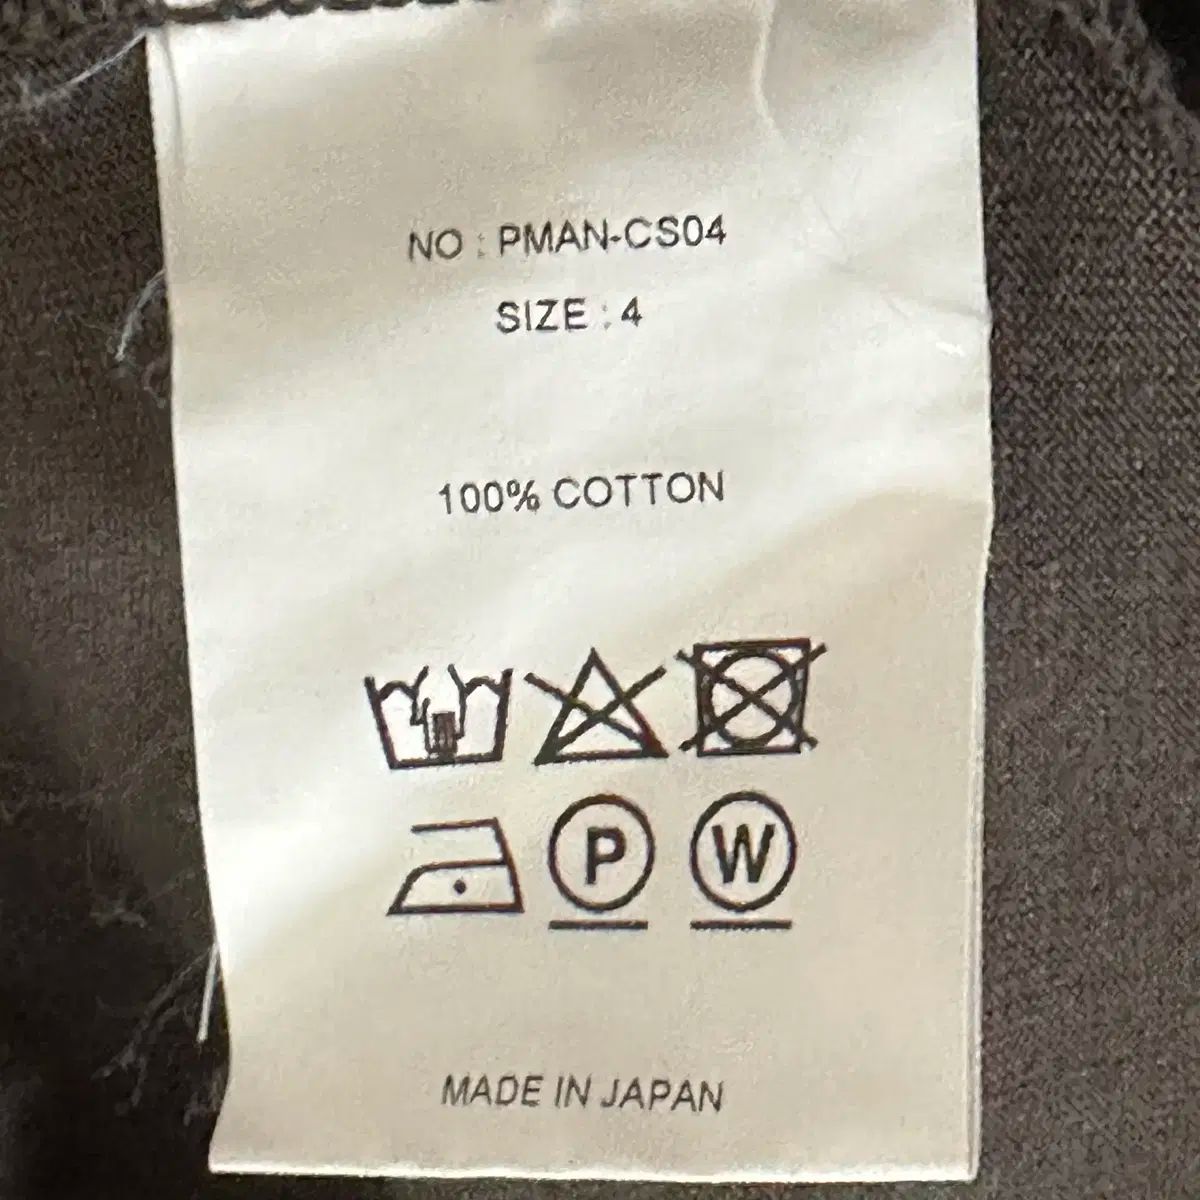 NO : PMAN-CS04
SIZE : 4
100% COTTON
P W
MADE IN JAPAN